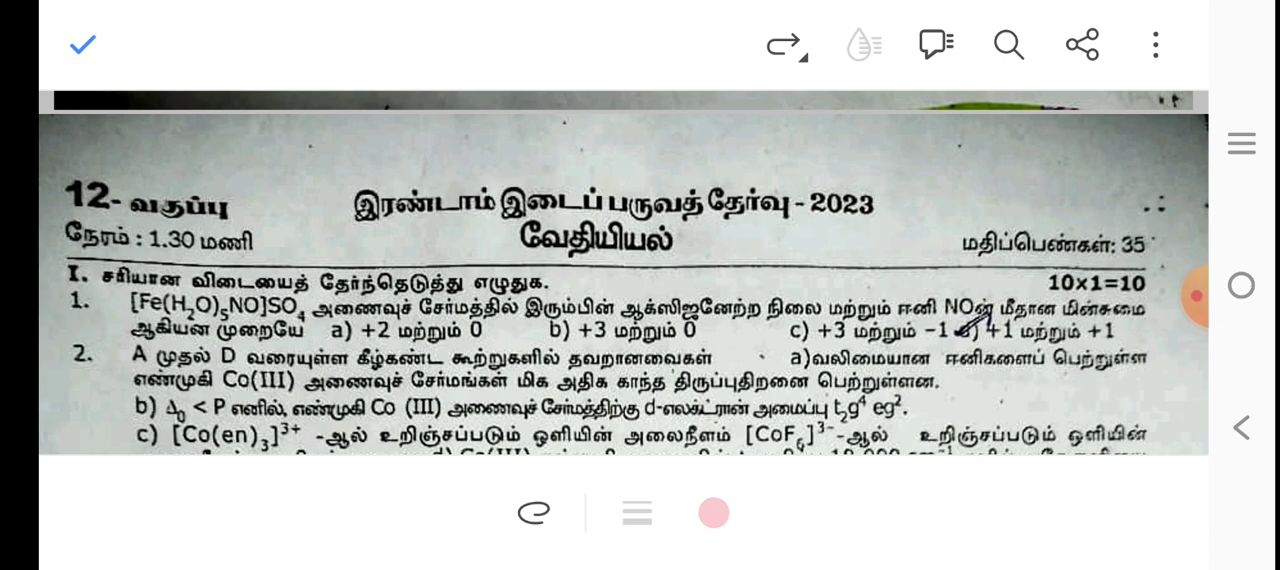 12- வகுப்பு இரண்டாம் இடைப் பருவத் தேர்வு - 2023
நேரம் : 1.30 மணி வேதியியல் மதிப்பெண்கள்: 35
I. சரியான விடையைத் தேர்ந்தெடுத்து எழுதுக. 10x1=10
1. [Fe(H₂O)₅NO]SO₄ அணைவுச் சேர்மத்தில் இரும்பின் ஆக்ஸிஜனேற்ற நிலை மற்றும் ஈனி NOன் மீதான மின்சுமை
ஆகியன முறையே a) +2 மற்றும் 0 b) +3 மற்றும் 0 c) +3 மற்றும் -1 d) +1 மற்றும் +1
2. A முதல் D வரையுள்ள கீழ்கண்ட கூற்றுகளில் தவறானவைகள் a)வலிமையான ஈனிகளைப் பெற்றுள்ள
எண்முகி Co(III) அணைவுச் சேர்மங்கள் மிக அதிக காந்த திருப்புதிறனை பெற்றுள்ளன.
b) Δ₀ < P எனில், எண்முகி Co (III) அணைவுச் சேர்மத்திற்கு d-எலக்ட்ரான் அமைப்பு t₂g⁴ eg².
c) [Co(en)₃]³⁺ -ஆல் உறிஞ்சப்படும் ஒளியின் அலைநீளம் [CoF₆]³⁻-ஆல் உறிஞ்சப்படும் ஒளியின்